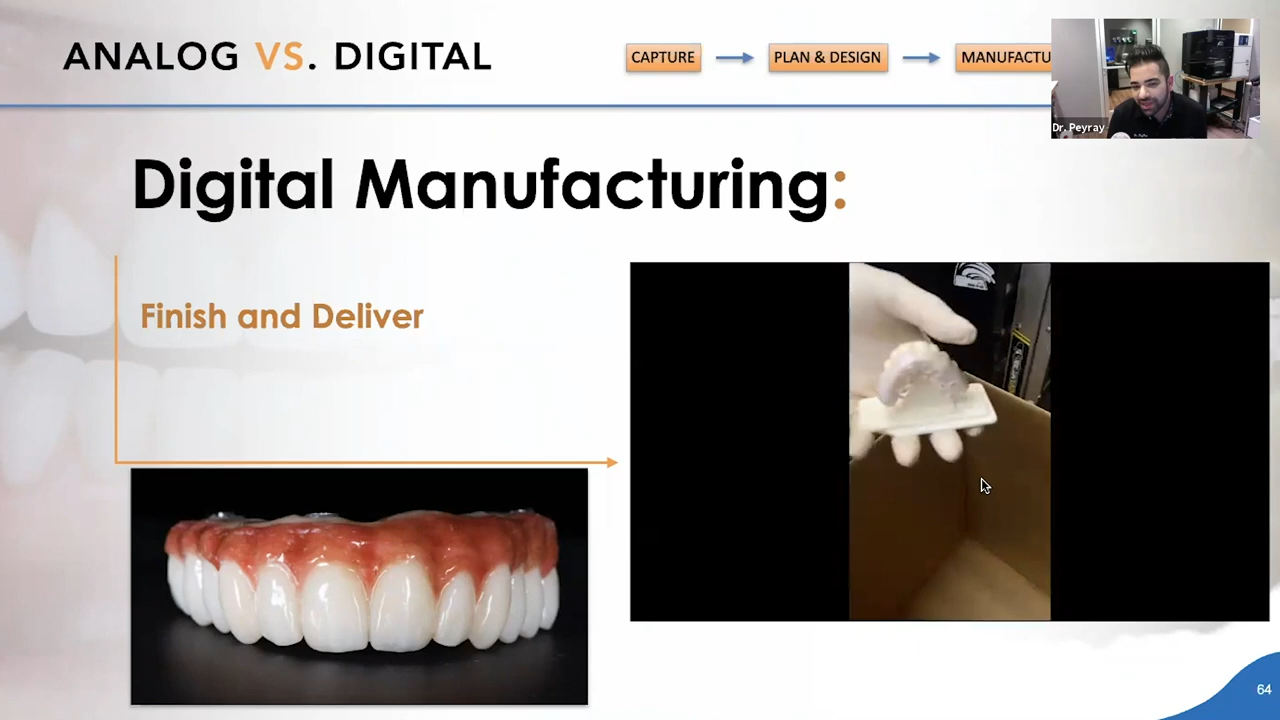 ANALOG VS. DIGITAL
CAPTURE
PLAN & DESIGN
MANUFACTU
Dr. Peyray
Digital Manufacturing:
Finish and Deliver
64